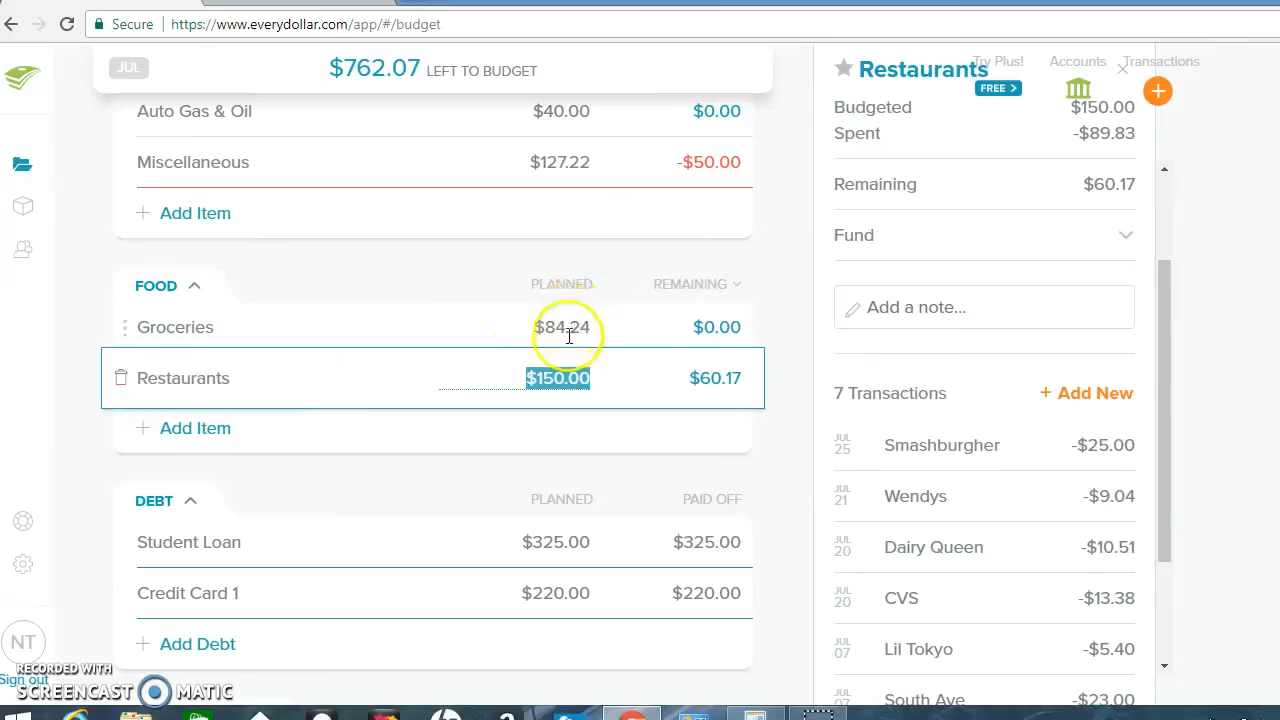 Secure https://www.everydollar.com/app/#/budget
JUL
$762.07 LEFT TO BUDGET
Auto Gas & Oil $40.00 $0.00
Miscellaneous $127.22 -$50.00
+ Add Item
FOOD PLANNED REMAINING
Groceries $84.24 $0.00
Restaurants $150.00 $60.17
+ Add Item
DEBT PLANNED PAID OFF
Student Loan $325.00 $325.00
Credit Card 1 $220.00 $220.00
+ Add Debt
Restaurants
Try Plus! Accounts Transactions
FREE >
Budgeted $150.00
Spent -$89.83
Remaining $60.17
Fund
Add a note...
7 Transactions + Add New
JUL 25 Smashburgher -$25.00
JUL 21 Wendys -$9.04
JUL 20 Dairy Queen -$10.51
JUL 20 CVS -$13.38
JUL 07 Lil Tokyo -$5.40
JUL 07 South Ave -$23.00
NT
Sign out
RECORDED WITH
SCREENCAST MATIC